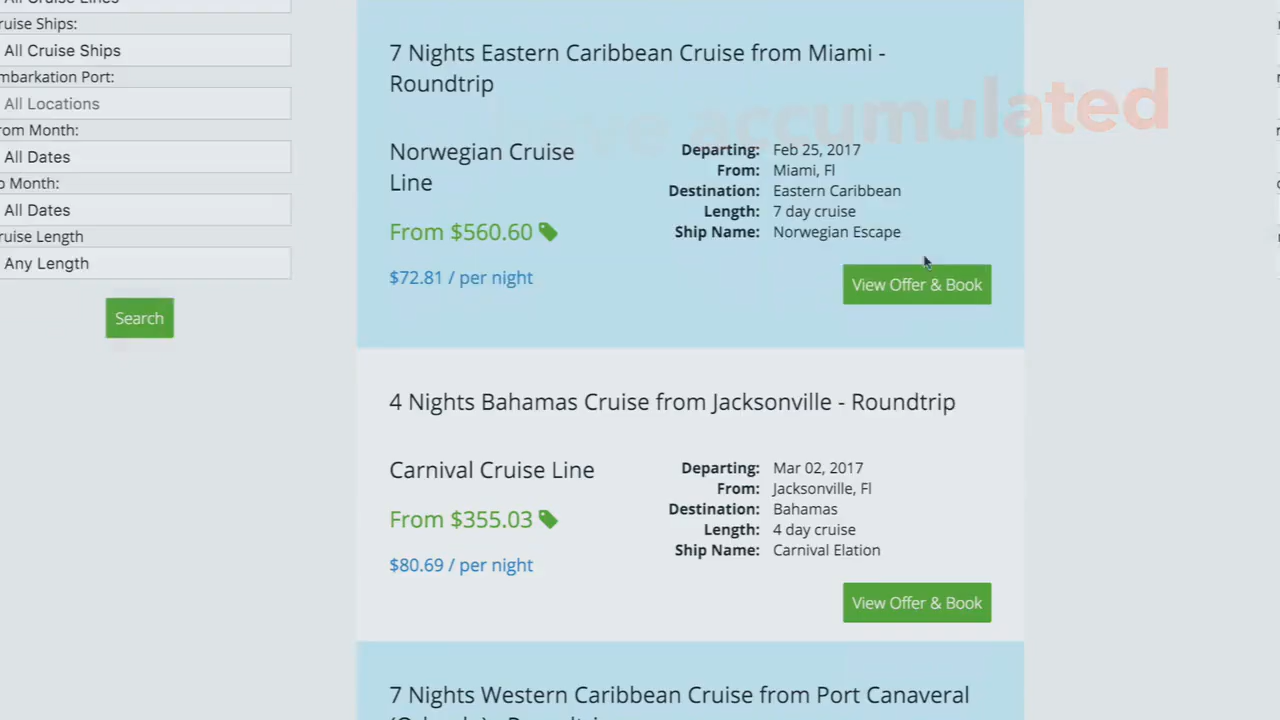 ruise Ships:
All Cruise Ships
mbarkation Port:
All Locations
rom Month:
All Dates
o Month:
All Dates
ruise Length
Any Length
Search
7 Nights Eastern Caribbean Cruise from Miami -
Roundtrip
have accumulated
Norwegian Cruise
Line
From $560.60
$72.81 / per night
Departing: Feb 25, 2017
From: Miami, Fl
Destination: Eastern Caribbean
Length: 7 day cruise
Ship Name: Norwegian Escape
View Offer & Book
4 Nights Bahamas Cruise from Jacksonville - Roundtrip
Carnival Cruise Line
From $355.03
$80.69 / per night
Departing: Mar 02, 2017
From: Jacksonville, Fl
Destination: Bahamas
Length: 4 day cruise
Ship Name: Carnival Elation
View Offer & Book
7 Nights Western Caribbean Cruise from Port Canaveral